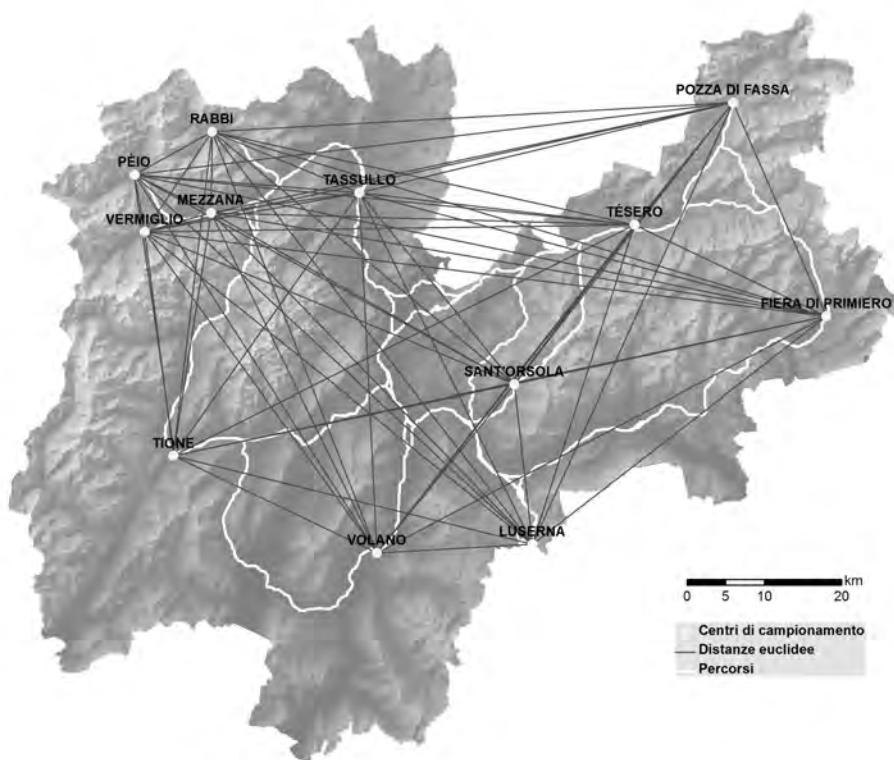 POZZA DI FASSA
RABBI
PÉIO
TASSULLO
MEZZANA
VERMIGLIO
TÉSERO
FIERA DI PRIMIERO
SANT'ORSOLA
TIONE
LUSERNA
VOLANO
km
0 5 10 20
Centri di campionamento
Distanze euclidee
Percorsi